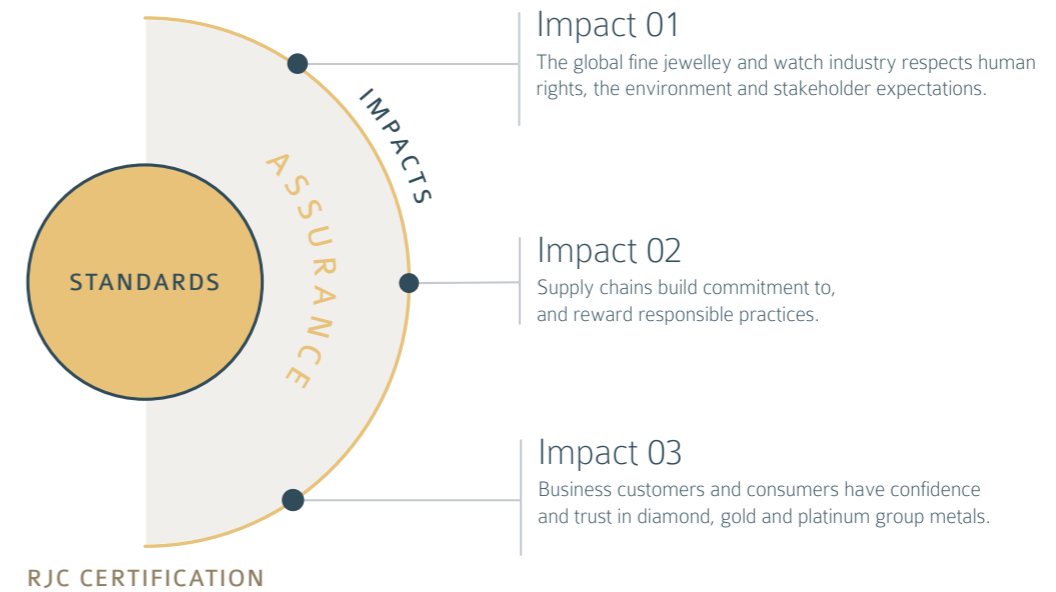 Impact 01
The global fine jewelley and watch industry respects human
rights, the environment and stakeholder expectations.
IMPACTS
ASSURANCE
STANDARDS
Impact 02
Supply chains build commitment to,
and reward responsible practices.
Impact 03
Business customers and consumers have confidence
and trust in diamond, gold and platinum group metals.
RJC CERTIFICATION